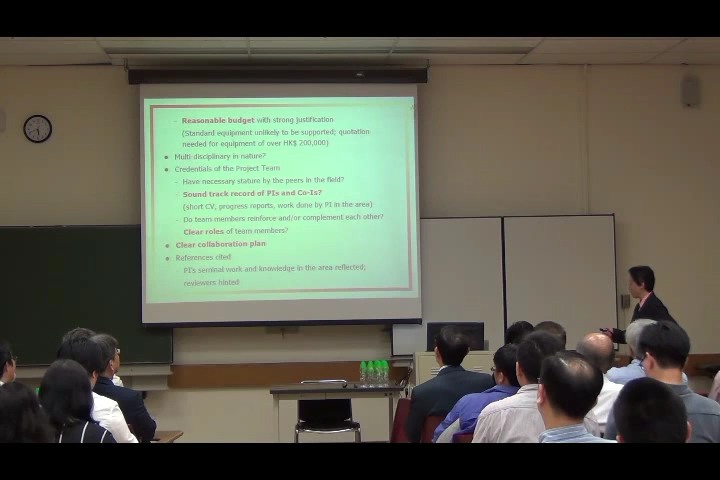 – Reasonable budget with strong justification
(Standard equipment unlikely to be supported; quotation
needed for equipment of over HK$ 200,000)
• Multi-disciplinary in nature?
• Credentials of the Project Team
– Have necessary stature by the peers in the field?
– Sound track record of PIs and Co-Is?
(short CV, progress reports, work done by PI in the area)
– Do team members reinforce and/or complement each other?
Clear roles of team members?
• Clear collaboration plan
• References cited
– PI's seminal work and knowledge in the area reflected;
reviewers hinted